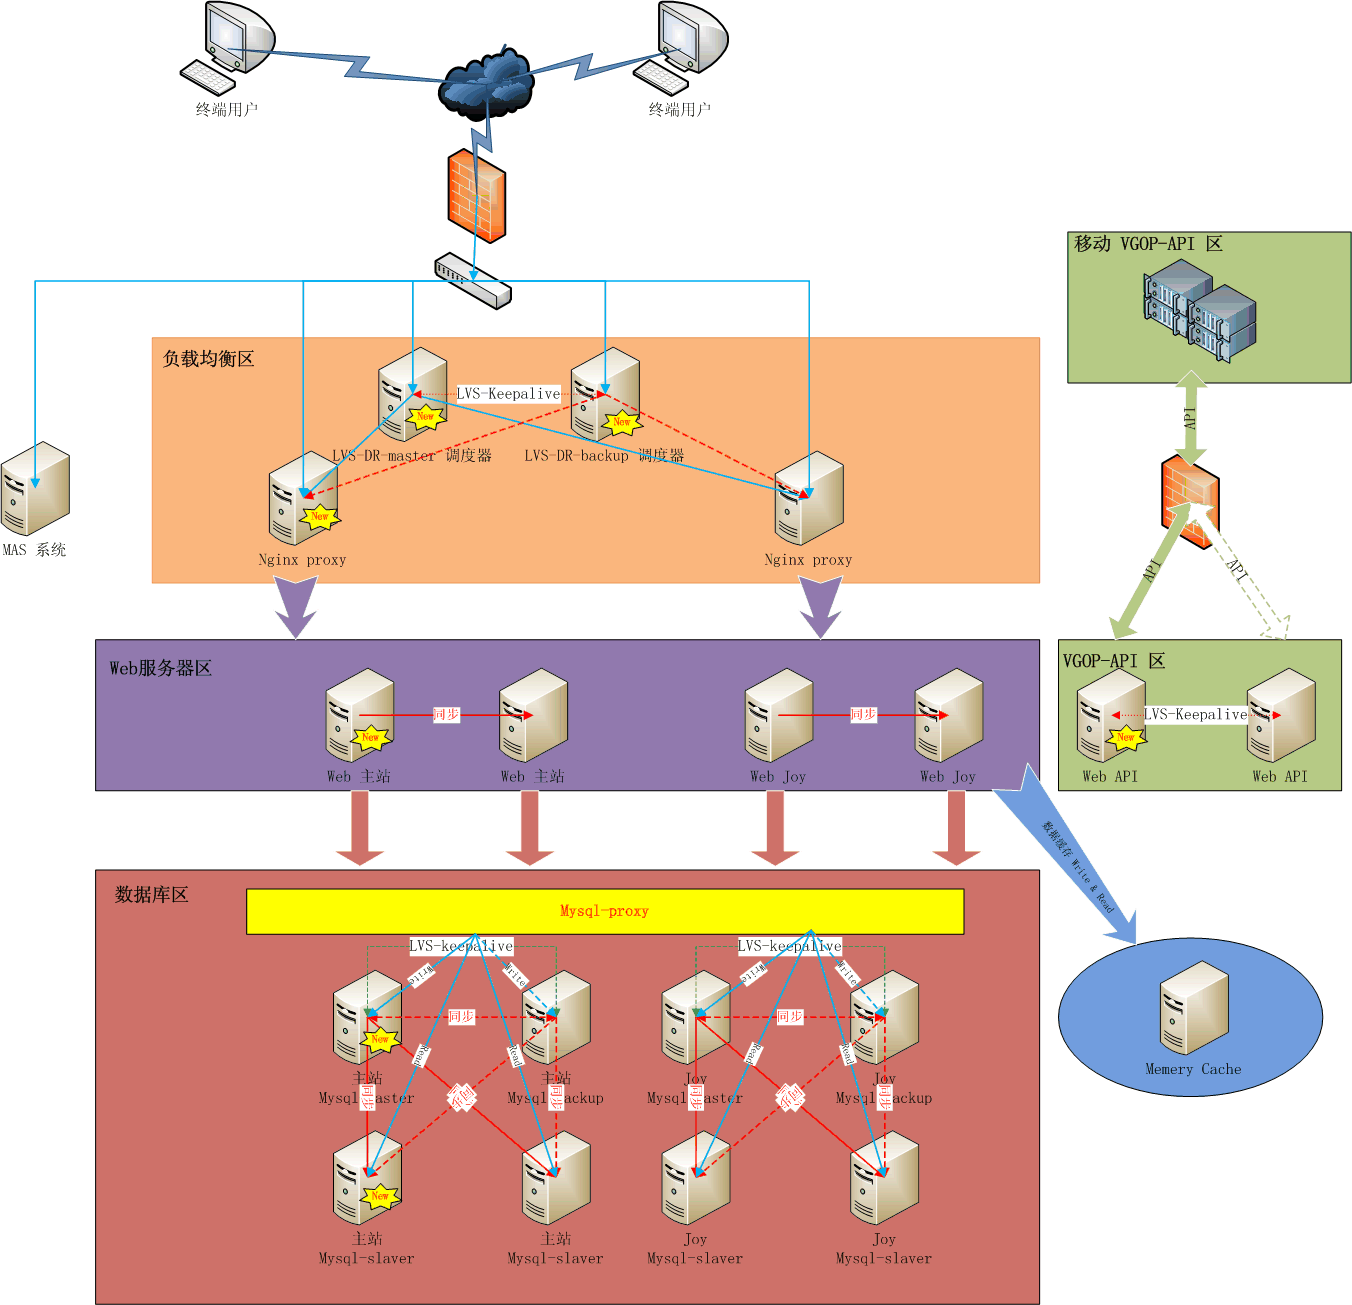 终端用户
终端用户
移动 VGOP-API 区
负载均衡区
LVS-Keepalive
New
New
LVS-DR-master 调度器
LVS-DR-backup 调度器
API
New
MAS 系统
Nginx proxy
Nginx proxy
API
API
Web服务器区
VGOP-API 区
同步
同步
LVS-Keepalive
New
New
Web 主站
Web 主站
Web Joy
Web Joy
Web API
Web API
数据缓存 Write & Read
数据库区
Mysql-proxy
LVS-keepalive
LVS-keepalive
Write
Write
Write
Write
同步
同步
New
Read
Read
Read
Read
主站
Mysql-master
主站
Mysql-backup
Joy
Mysql-master
Joy
Mysql-backup
同步
同步
同步
同步
同步
同步
Memery Cache
New
主站
Mysql-slaver
主站
Mysql-slaver
Joy
Mysql-slaver
Joy
Mysql-slaver